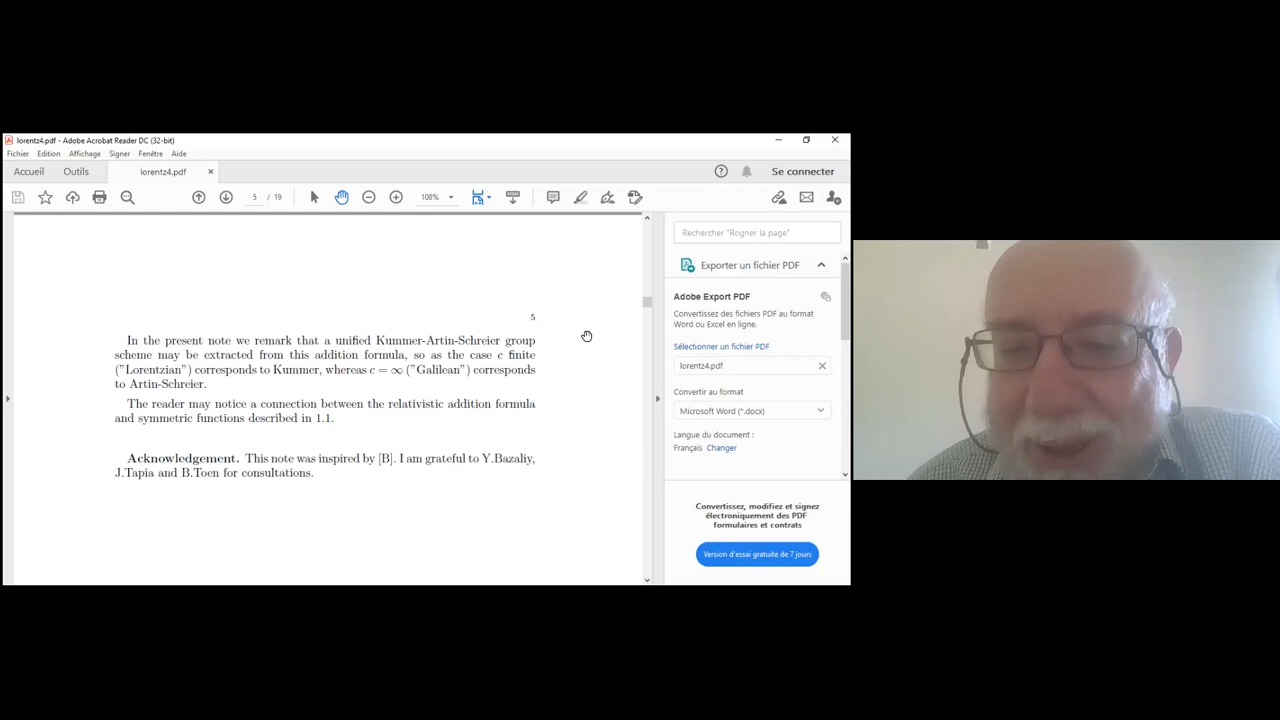 lorentz4.pdf - Adobe Acrobat Reader DC (32-bit)
Fichier Edition Affichage Signer Fenêtre Aide
Accueil Outils lorentz4.pdf Se connecter
5 / 19 108%
5
In the present note we remark that a unified Kummer-Artin-Schreier group
scheme may be extracted from this addition formula, so as the case c finite
("Lorentzian") corresponds to Kummer, whereas c = ∞ ("Galilean") corresponds
to Artin-Schreier.
The reader may notice a connection between the relativistic addition formula
and symmetric functions described in 1.1.
Acknowledgement. This note was inspired by [B]. I am grateful to Y.Bazaliy,
J.Tapia and B.Toen for consultations.
Rechercher "Rogner la page"
Exporter un fichier PDF
Adobe Export PDF
Convertissez des fichiers PDF au format
Word ou Excel en ligne.
Sélectionner un fichier PDF
lorentz4.pdf
Convertir au format
Microsoft Word (*.docx)
Langue du document :
Français Changer
Convertissez, modifiez et signez
électroniquement des PDF
formulaires et contrats
Version d'essai gratuite de 7 jours